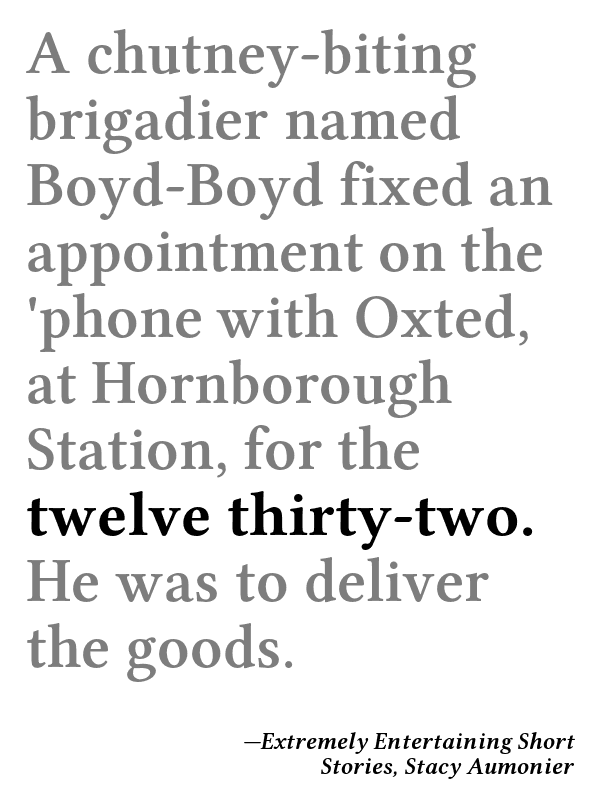 A chutney-biting
brigadier named
Boyd-Boyd fixed an
appointment on the
'phone with Oxted,
at Hornborough
Station, for the
twelve thirty-two.
He was to deliver
the goods.
—Extremely Entertaining Short
Stories, Stacy Aumonier